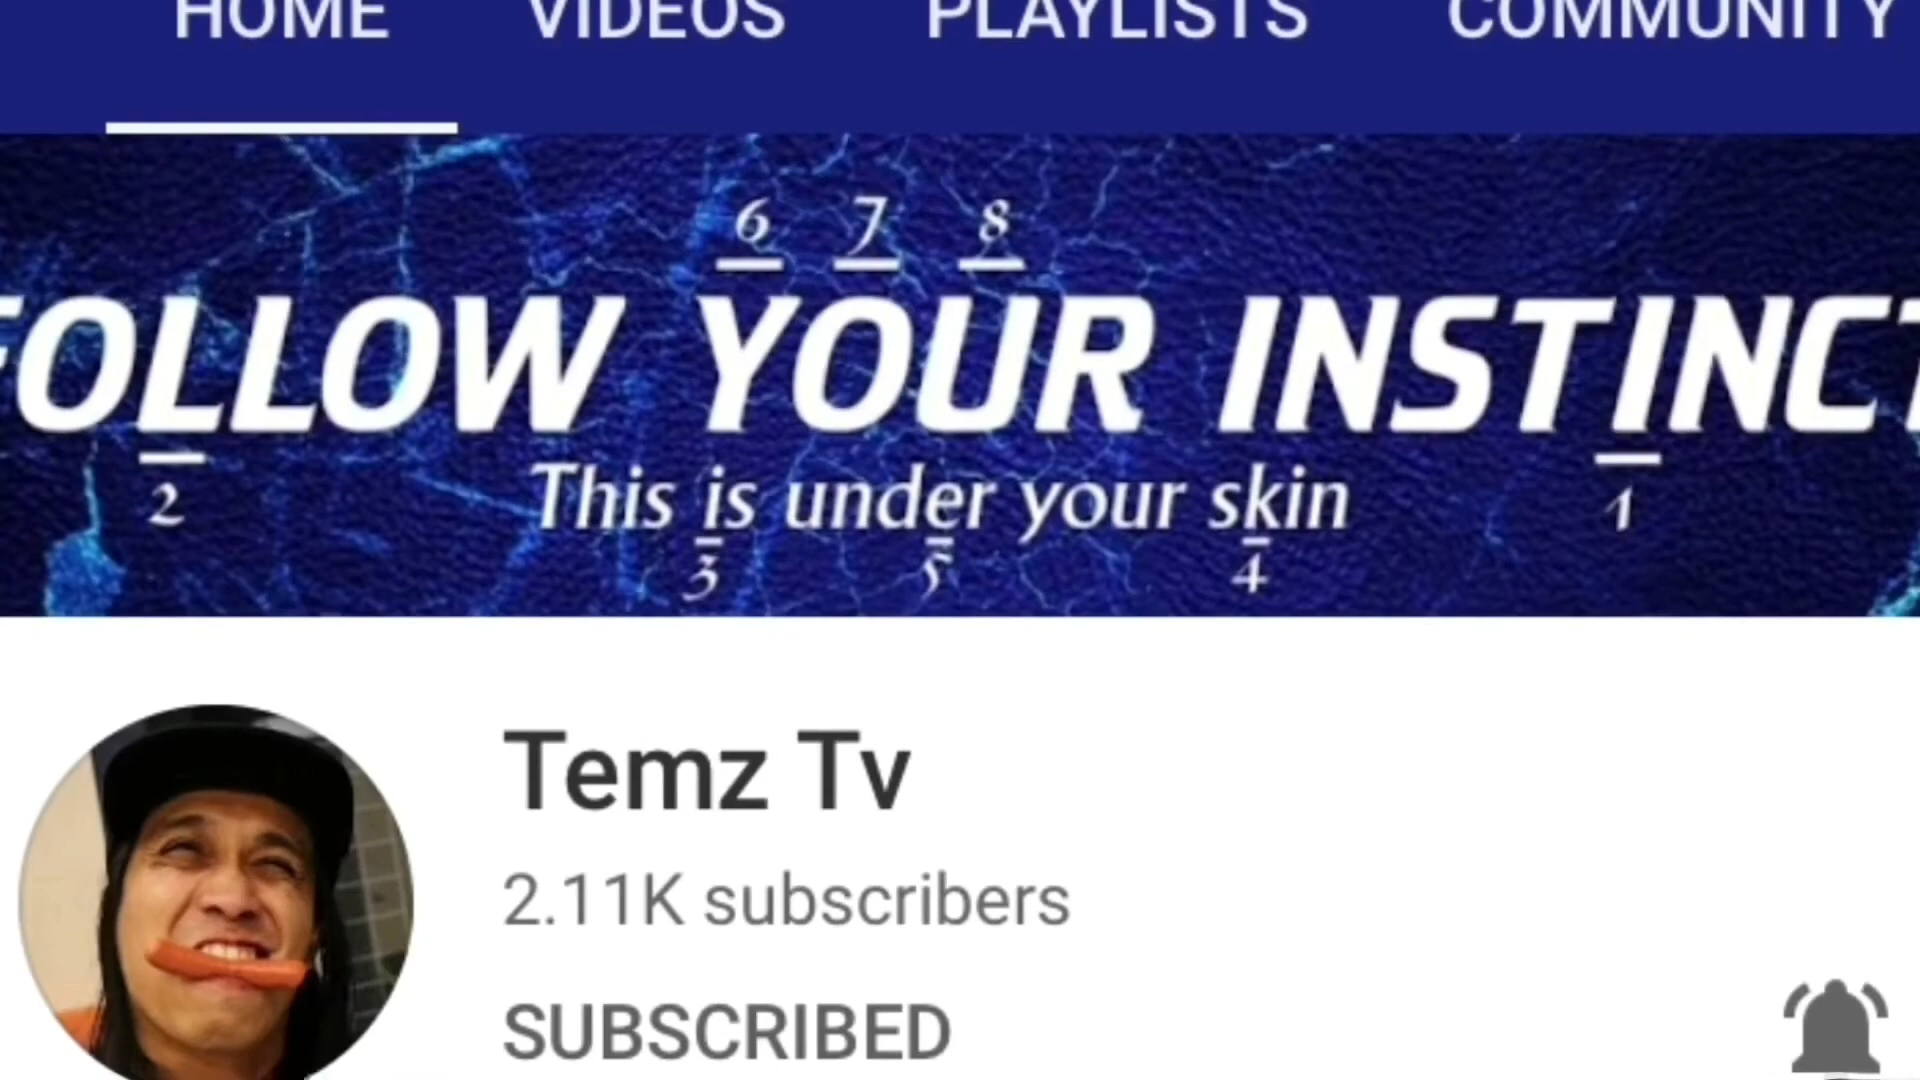 HOME VIDEOS PLAYLISTS COMMUNITY
6 7 8
FOLLOW YOUR INSTINCT
2 This is under your skin 1
3 5 4
Temz Tv
2.11K subscribers
SUBSCRIBED